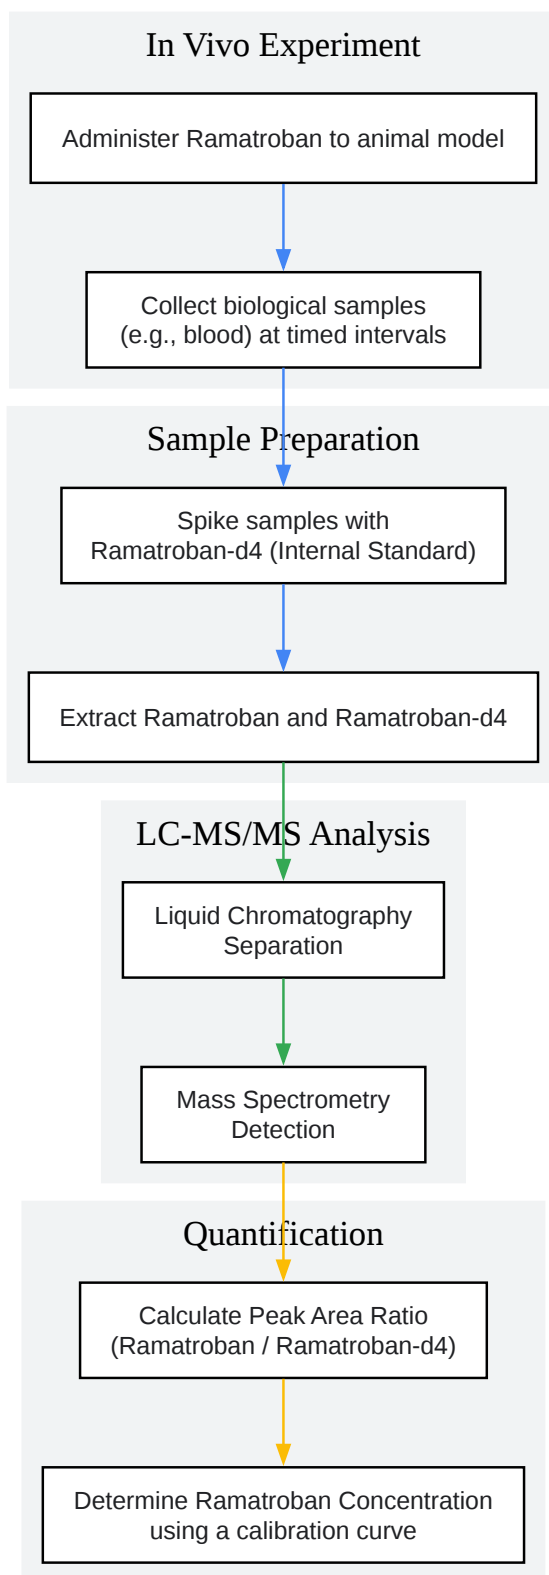 In Vivo Experiment
Administer Ramatroban to animal model
Collect biological samples
(e.g., blood) at timed intervals
Sample Preparation
Spike samples with
Ramatroban-d4 (Internal Standard)
Extract Ramatroban and Ramatroban-d4
LC-MS/MS Analysis
Liquid Chromatography
Separation
Mass Spectrometry
Detection
Quantification
Calculate Peak Area Ratio
(Ramatroban / Ramatroban-d4)
Determine Ramatroban Concentration
using a calibration curve